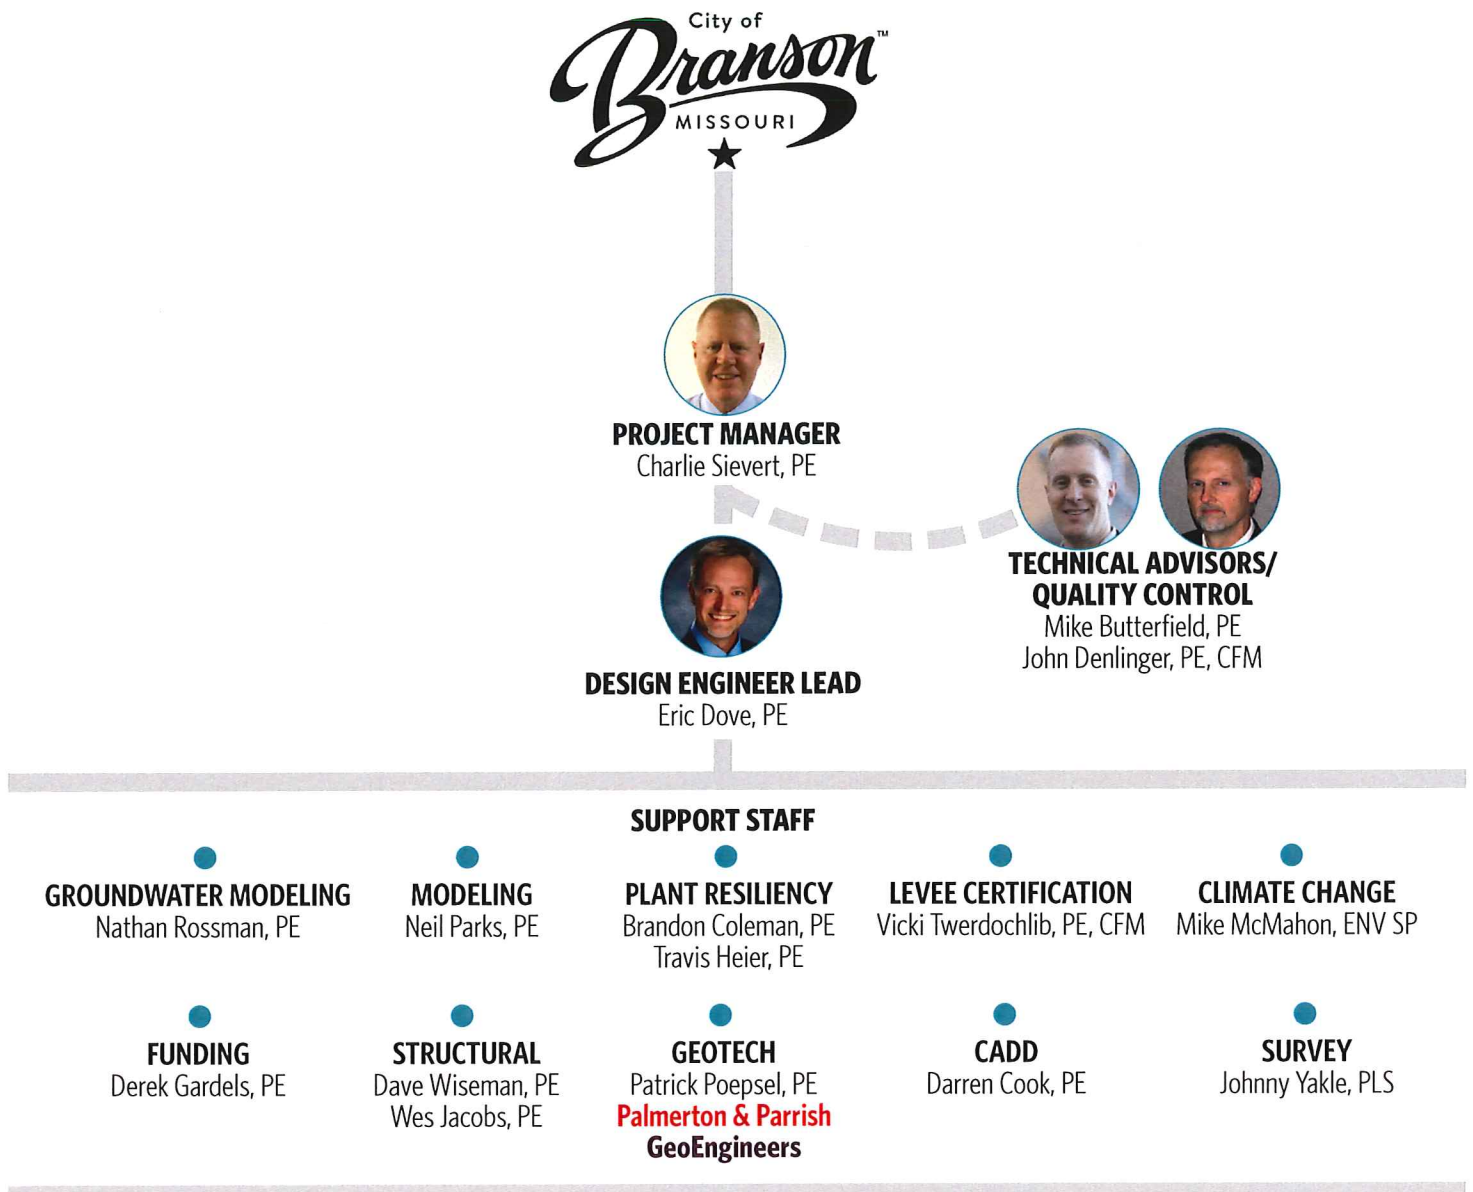 City of
Branson™
MISSOURI
PROJECT MANAGER
Charlie Sievert, PE
TECHNICAL ADVISORS/
QUALITY CONTROL
Mike Butterfield, PE
John Denlinger, PE, CFM
DESIGN ENGINEER LEAD
Eric Dove, PE
SUPPORT STAFF
GROUNDWATER MODELING
Nathan Rossman, PE
MODELING
Neil Parks, PE
PLANT RESILIENCY
Brandon Coleman, PE
Travis Heier, PE
LEVEE CERTIFICATION
Vicki Twerdochlib, PE, CFM
CLIMATE CHANGE
Mike McMahon, ENV SP
FUNDING
Derek Gardels, PE
STRUCTURAL
Dave Wiseman, PE
Wes Jacobs, PE
GEOTECH
Patrick Poepsel, PE
Palmerton & Parrish
GeoEngineers
CADD
Darren Cook, PE
SURVEY
Johnny Yakle, PLS